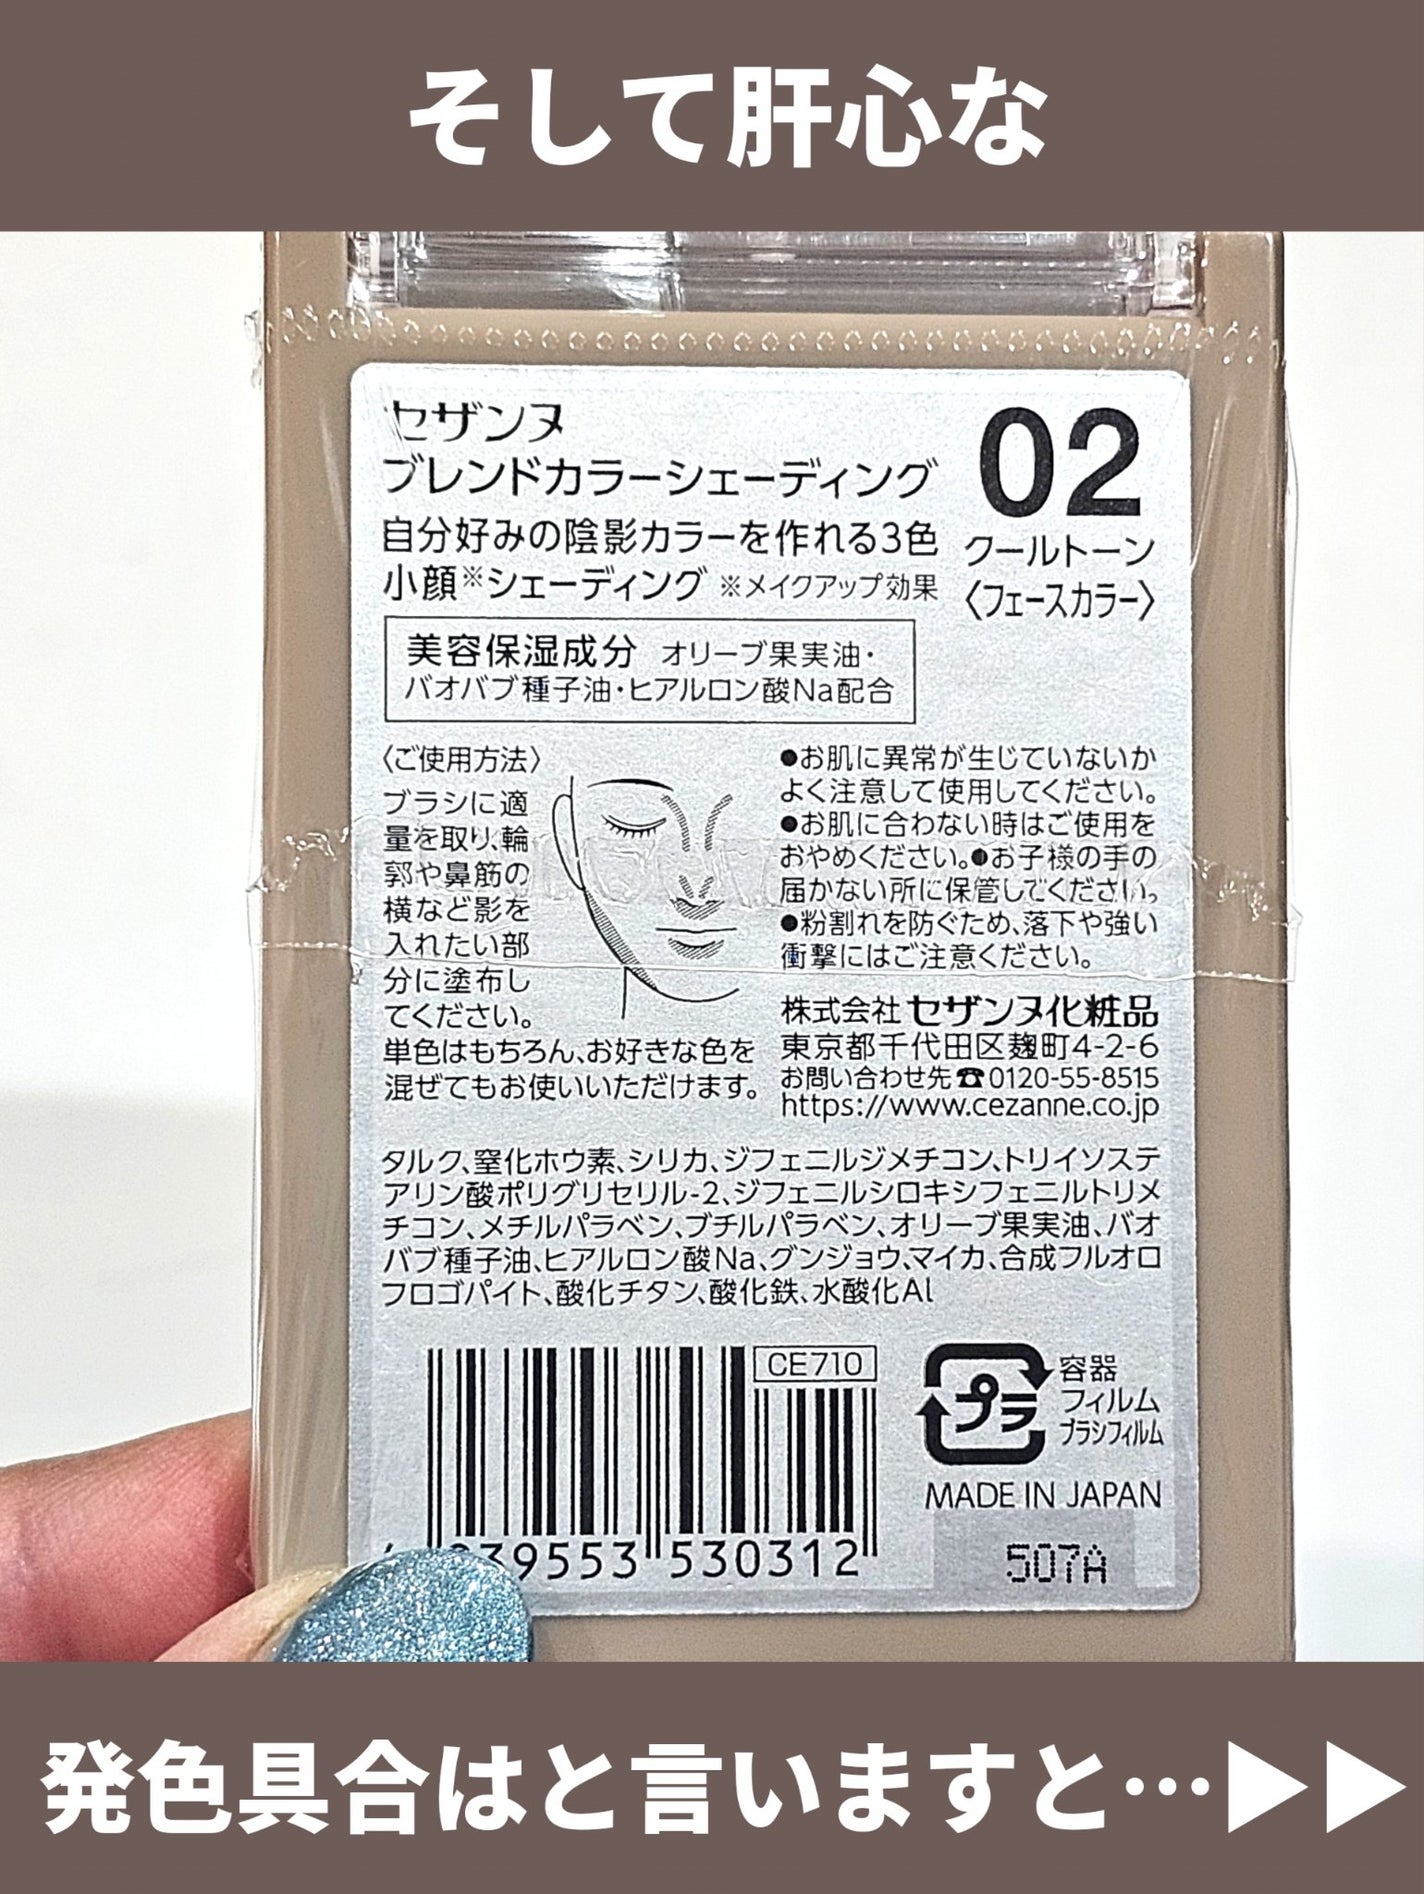 そして肝心な
セザンヌ
ブレンドカラーシェーディング
自分好みの陰影カラーを作れる3色
小顔※シェーディング ※メイクアップ効果
02
クールトーン
〈フェースカラー〉
美容保湿成分 オリーブ果実油・
バオバブ種子油・ヒアルロン酸Na配合
〈ご使用方法〉
ブラシに適
量を取り、輪
郭や鼻筋の
横など影を
入れたい部
分に塗布し
てください。
単色はもちろん、お好きな色を
混ぜてもお使いいただけます。
●お肌に異常が生じていないか
よく注意して使用してください。
●お肌に合わない時はご使用を
おやめください。●お子様の手の
届かない所に保管してください。
●粉割れを防ぐため、落下や強い
衝撃にはご注意ください。
株式会社 セザンヌ化粧品
東京都千代田区麹町4-2-6
お問い合わせ先☎0120-55-8515
https://www.cezanne.co.jp
タルク、窒化ホウ素、シリカ、ジフェニルジメチコン、トリイソステ
アリン酸ポリグリセリル-2、ジフェニルシロキシフェニルトリメ
チコン、メチルパラベン、ブチルパラベン、オリーブ果実油、バオ
バブ種子油、ヒアルロン酸Na、グンジョウ、マイカ、合成フルオロ
フロゴパイト、酸化チタン、酸化鉄、水酸化Al
CE710
39553 530312
プラ
容器
フィルム
ブラシフィルム
MADE IN JAPAN
507A
発色具合はと言いますと…▶▶